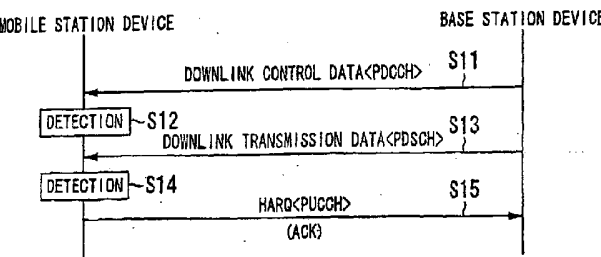 MOBILE STATION DEVICE
BASE STATION DEVICE
S11
DOWNLINK CONTROL DATA<PDCCH>
DETECTION
S12
S13
DOWNLINK TRANSMISSION DATA<PDSCH>
DETECTION
S14
S15
HARQ<PUCCH>
(ACK)